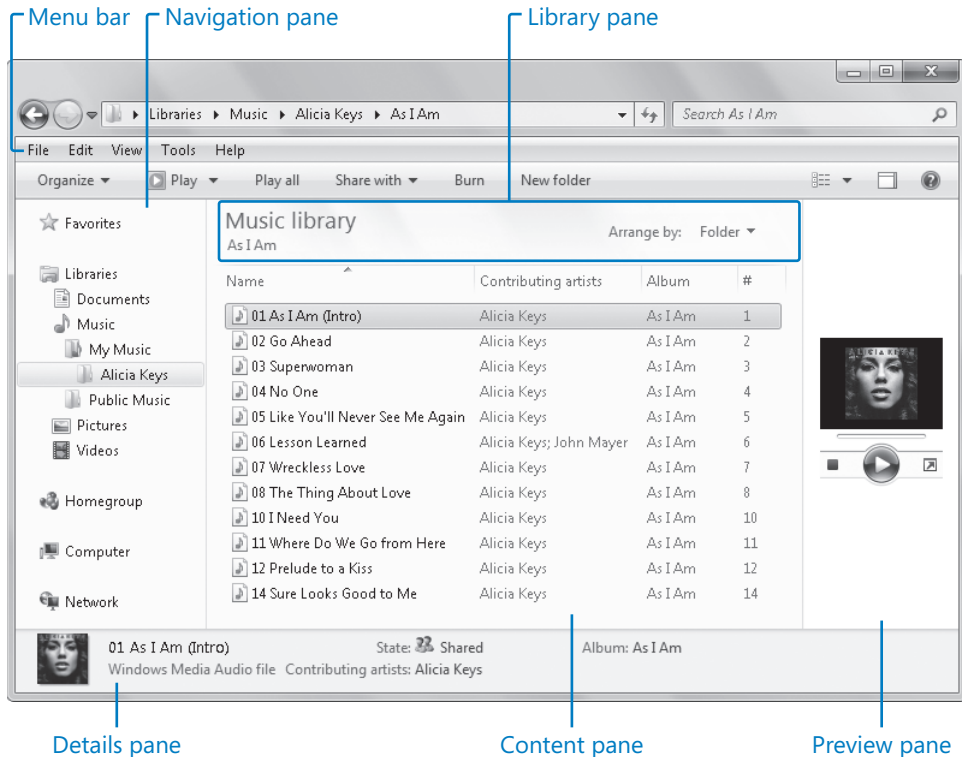 Menu bar Navigation pane Library pane
Libraries Music Alicia Keys As I Am Search As I Am
File Edit View Tools Help
Organize Play Play all Share with Burn New folder
Favorites
Music library
As I Am
Arrange by: Folder
Libraries
Documents
Music
My Music
Alicia Keys
Public Music
Pictures
Videos
Homegroup
Computer
Network
Name Contributing artists Album #
01 As I Am (Intro) Alicia Keys As I Am 1
02 Go Ahead Alicia Keys As I Am 2
03 Superwoman Alicia Keys As I Am 3
04 No One Alicia Keys As I Am 4
05 Like You'll Never See Me Again Alicia Keys As I Am 5
06 Lesson Learned Alicia Keys; John Mayer As I Am 6
07 Wreckless Love Alicia Keys As I Am 7
08 The Thing About Love Alicia Keys As I Am 8
10 I Need You Alicia Keys As I Am 10
11 Where Do We Go from Here Alicia Keys As I Am 11
12 Prelude to a Kiss Alicia Keys As I Am 12
14 Sure Looks Good to Me Alicia Keys As I Am 14
ALICIA KEYS
01 As I Am (Intro) State: Shared Album: As I Am
Windows Media Audio file Contributing artists: Alicia Keys
Details pane Content pane Preview pane